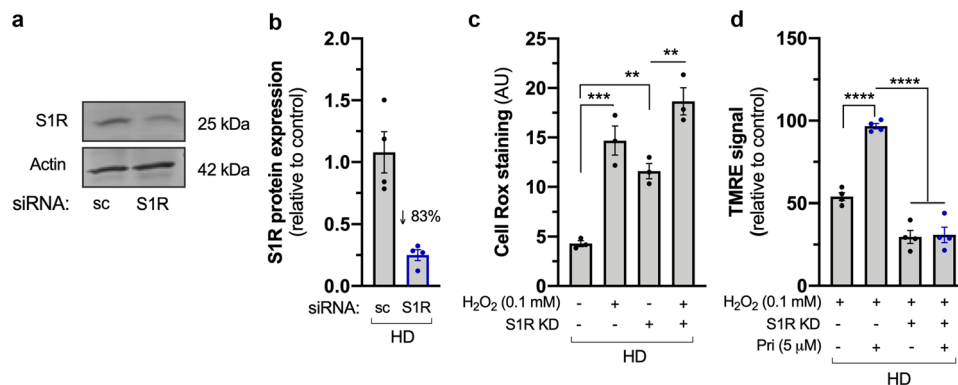 a
S1R
25 kDa
Actin
42 kDa
siRNA: sc S1R
b
S1R protein expression
(relative to control)
2.0
1.5
1.0
0.5
0.0
↓ 83%
siRNA: sc S1R
HD
c
Cell Rox staining (AU)
25
20
15
10
5
0
***
**
**
H2O2 (0.1 mM) - + - +
S1R KD - - + +
HD
d
TMRE signal
(relative to control)
150
100
50
0
****
****
H2O2 (0.1 mM) + + + +
S1R KD - - + +
Pri (5 μM) - + - +
HD